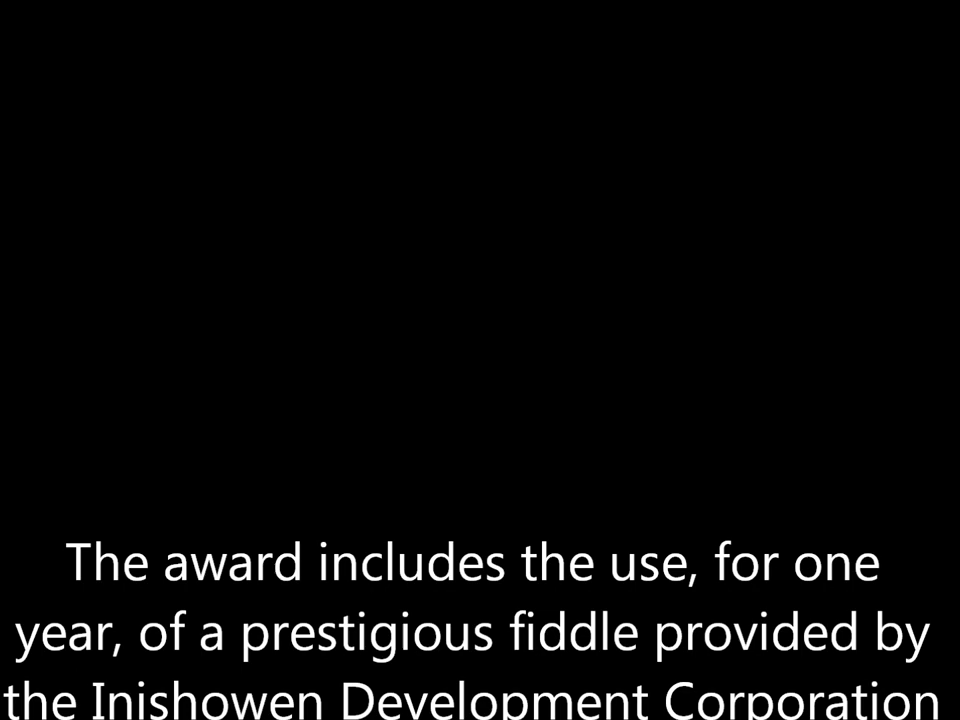 The award includes the use, for one
year, of a prestigious fiddle provided by
the Inishowen Development Corporation